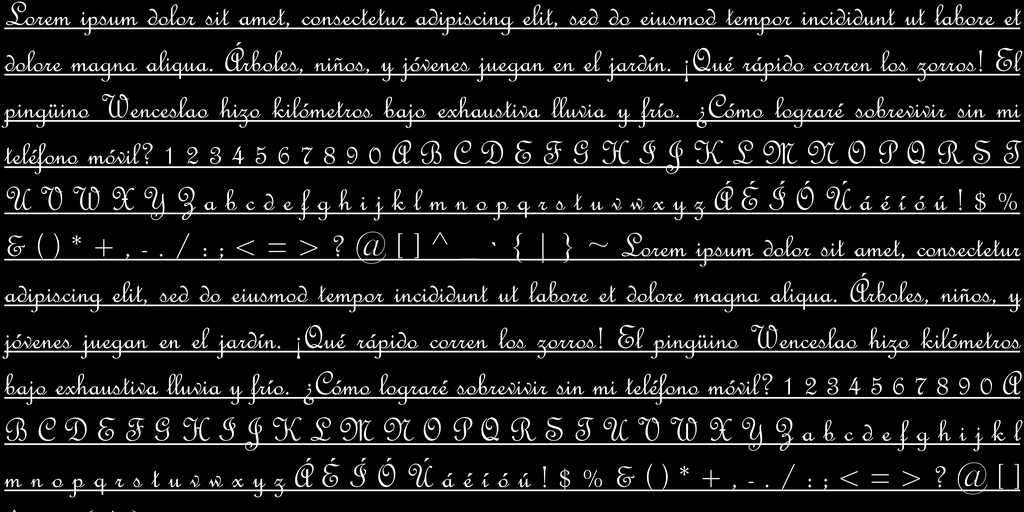 Lorem ipsum dolor sit amet, consectetur adipiscing elit, sed do eiusmod tempor incididunt ut labore et
dolore magna aliqua. Árboles, niños, y jóvenes juegan en el jardín. ¡Qué rápido corren los zorros! El
pingüino Wenceslao hizo kilómetros bajo exhaustiva lluvia y frío. ¿Cómo lograré sobrevivir sin mi
teléfono móvil? 1 2 3 4 5 6 7 8 9 0 A B C D E F G H I J K L M N O P Q R S T
U V W X Y Z a b c d e f g h i j k l m n o p q r s t u v w x y z Á É Í Ó Ú á é í ó ú ! $ %
& ( ) * + , - . / : ; < = > ? @ [ ] ^ _ ` { | } ~ Lorem ipsum dolor sit amet, consectetur
adipiscing elit, sed do eiusmod tempor incididunt ut labore et dolore magna aliqua. Árboles, niños, y
jóvenes juegan en el jardín. ¡Qué rápido corren los zorros! El pingüino Wenceslao hizo kilómetros
bajo exhaustiva lluvia y frío. ¿Cómo lograré sobrevivir sin mi teléfono móvil? 1 2 3 4 5 6 7 8 9 0 A
B C D E F G H I J K L M N O P Q R S T U V W X Y Z a b c d e f g h i j k l
m n o p q r s t u v w x y z Á É Í Ó Ú á é í ó ú ! $ % & ( ) * + , - . / : ; < = > ? @ [ ]